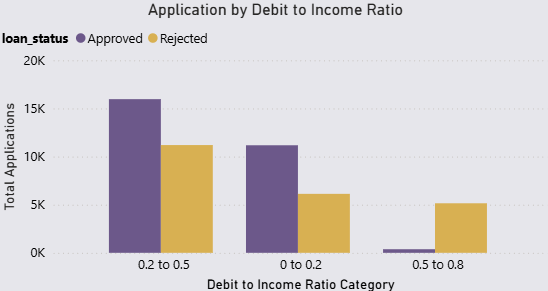 Application by Debit to Income Ratio
loan_status Approved Rejected
20K
15K
10K
5K
0K
Total Applications
0.2 to 0.5 0 to 0.2 0.5 to 0.8
Debit to Income Ratio Category